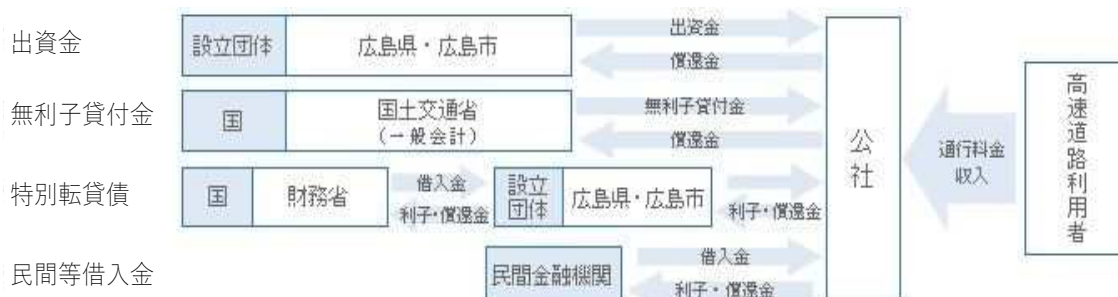 出資金
設立団体
広島県・広島市
出資金
償還金
無利子貸付金
国
国土交通省
(一般会計)
無利子貸付金
償還金
特別転貸債
国
財務省
借入金
利子・償還金
設立
団体
広島県・広島市
利子・償還金
民間等借入金
民間金融機関
借入金
利子・償還金
公社
通行料金
収入
高速道路利用者